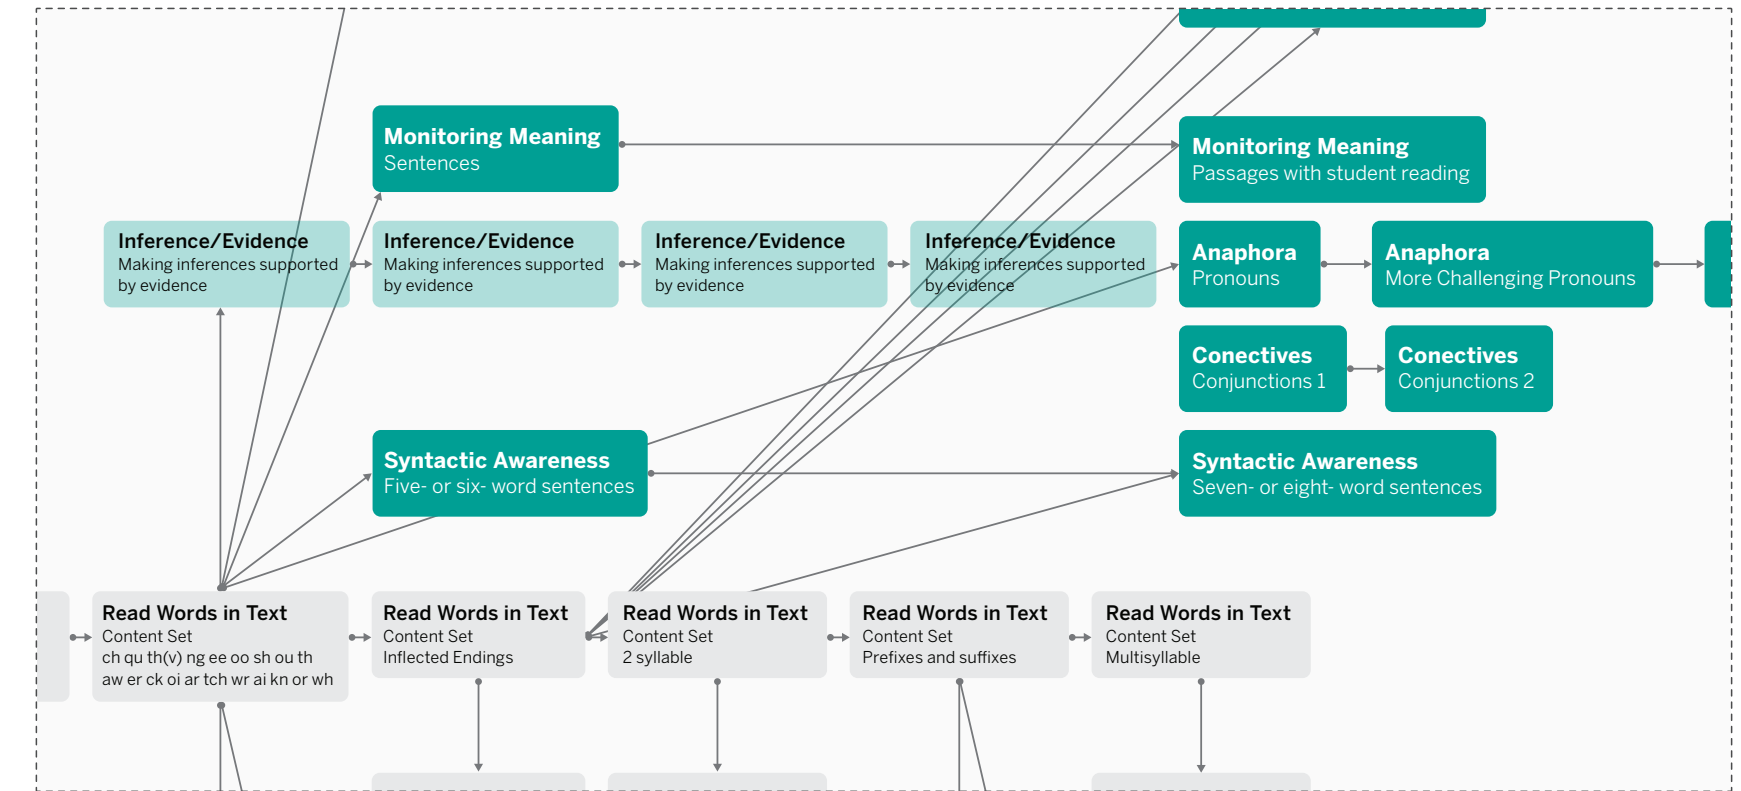 Monitoring Meaning
Sentences
Monitoring Meaning
Passages with student reading
Inference/Evidence
Making inferences supported
by evidence
Inference/Evidence
Making inferences supported
by evidence
Inference/Evidence
Making inferences supported
by evidence
Inference/Evidence
Making inferences supported
by evidence
Anaphora
Pronouns
Anaphora
More Challenging Pronouns
Conectives
Conjunctions 1
Conectives
Conjunctions 2
Syntactic Awareness
Five- or six- word sentences
Syntactic Awareness
Seven- or eight- word sentences
Read Words in Text
Content Set
ch qu th(v) ng ee oo sh ou th
aw er ck oi ar tch wr ai kn or wh
Read Words in Text
Content Set
Inflected Endings
Read Words in Text
Content Set
2 syllable
Read Words in Text
Content Set
Prefixes and suffixes
Read Words in Text
Content Set
Multisyllable